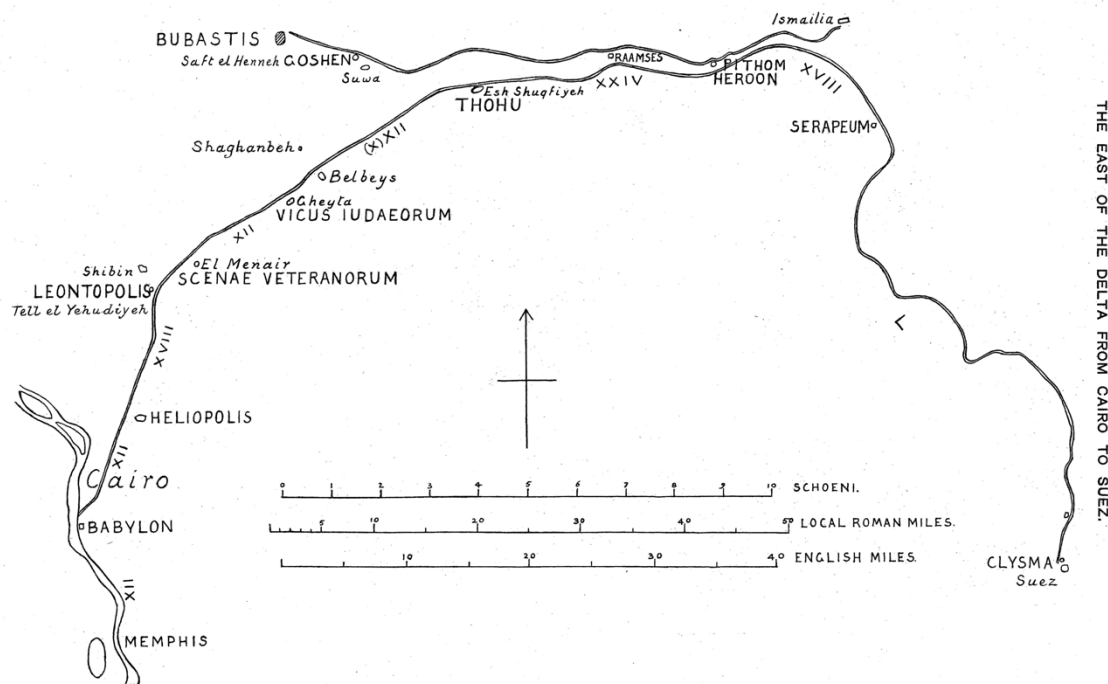 THE EAST OF THE DELTA FROM CAIRO TO SUEZ.
Ismailia
BUBASTIS
Saft el Henneh GOSHEN
Suwa
RAAMSES
PITHOM
HEROON
XVIII
XXIV
Esh Shuqfiyeh
THOHU
SERAPEUM
(X)XII
Shaghanbeh
Belbeys
Gheyta
VICUS IUDAEORUM
XII
El Menair
SCENAE VETERANORUM
Shibin
LEONTOPOLIS
Tell el Yehudiyeh
L
XVIII
HELIOPOLIS
XII
Cairo
BABYLON
XII
MEMPHIS
0 1 2 3 4 5 6 7 8 9 10 SCHOENI.
5 10 20 30 40 50 LOCAL ROMAN MILES.
10 20 30 40 ENGLISH MILES.
CLYSMA
Suez